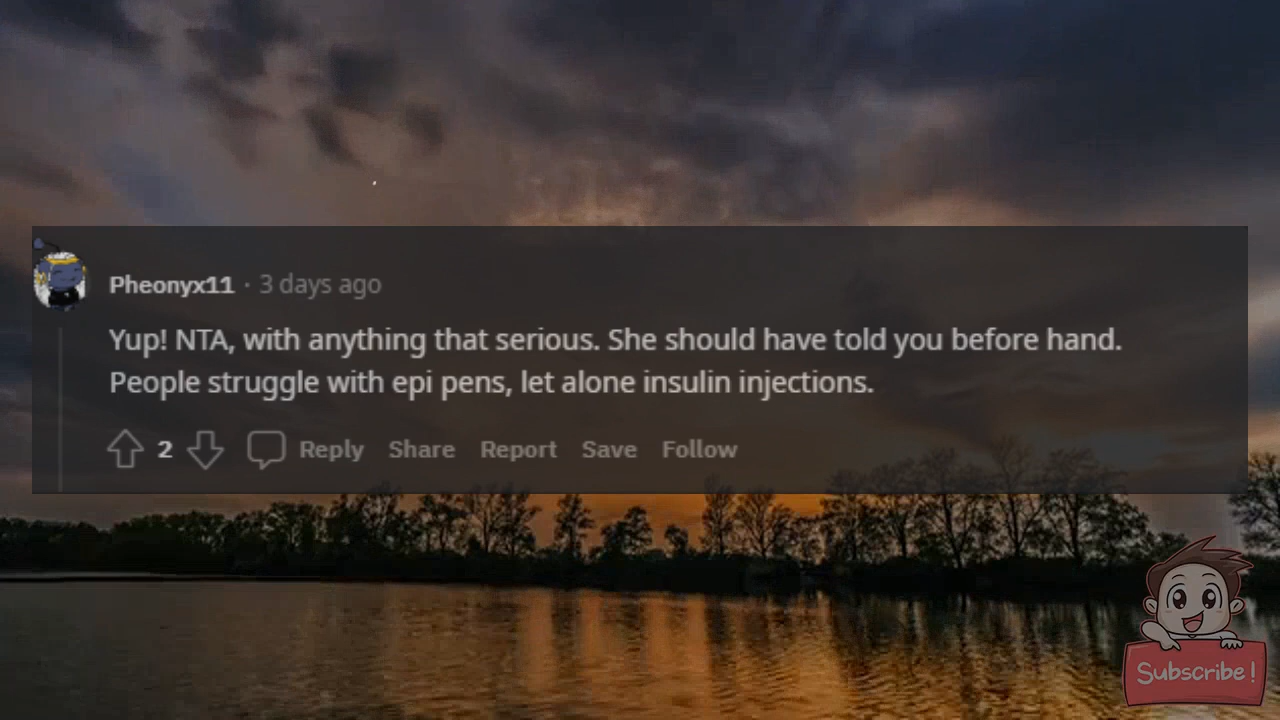 Pheonyx11 · 3 days ago
Yup! NTA, with anything that serious. She should have told you before hand.
People struggle with epi pens, let alone insulin injections.
2 Reply Share Report Save Follow
Subscribe!